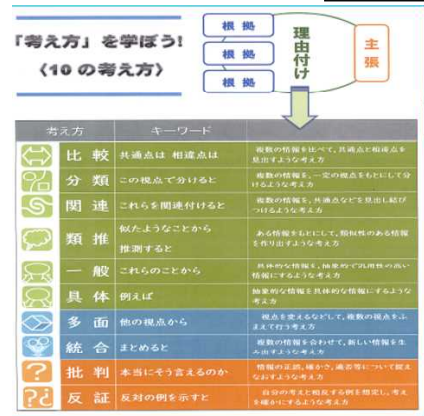 「考え方」を学ぼう!
〈10の考え方〉
根 拠
根 拠
根 拠
理由付け
主張
考え方 キーワード
比 較 共通点は 相違点は 複数の情報を比べて、共通点と相違点を
見出すような考え方
分 類 この視点で分けると 複数の情報を、一定の視点をもとにして分
けるような考え方
関 連 これらを関連付けると 複数の情報を、共通点などを見出し結び
つけるような考え方
類 推 似たようなことから
推測すると
ある情報をもとにして、類似性のある情報
を作り出すような考え方
一 般 これらのことから 具体的な情報を、抽象的で汎用性の高い
情報にするような考え方
具 体 例えば 抽象的な情報を具体的な情報にするような
考え方
多 面 他の視点から 視点を変えるなどして、複数の視点をふ
まえて行う考え方
統 合 まとめると 複数の情報を合わせて、新しい情報を生
み出すような考え方
批 判 本当にそう言えるのか 情報の正誤、確かさ、過去等について捉え
なおすような考え方
反 証 反対の例を示すと 自分の考えと相反する例を想定し、考え
を確かにするような考え方